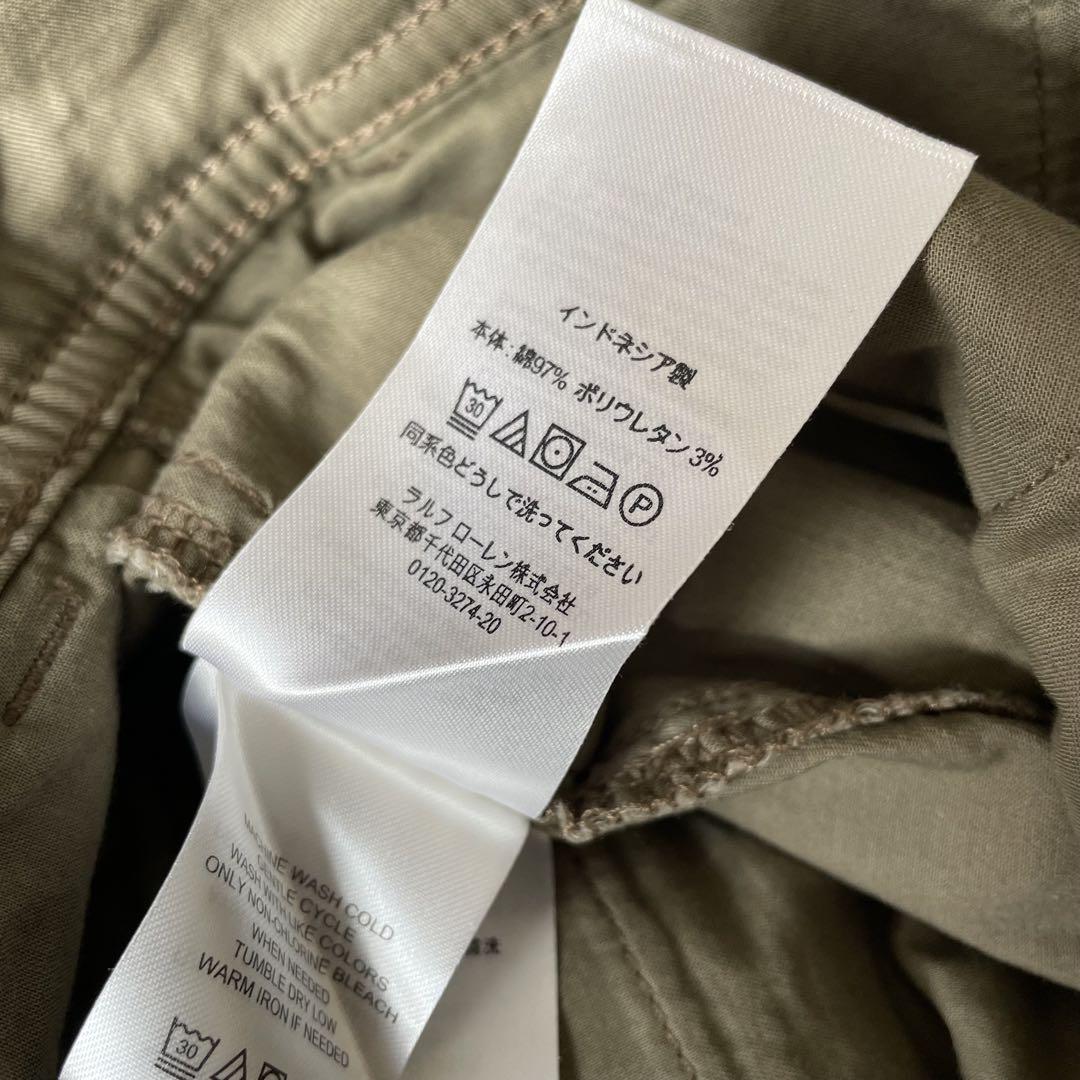 インドネシア製
本体：綿97% ポリウレタン3%
30 P
同系色どうしで洗ってください
ラルフローレン株式会社
東京都千代田区永田町2-10-1
0120-3274-20
MACHINE WASH COLD
GENTLE CYCLE
WASH WITH LIKE COLORS
ONLY NON-CHLORINE BLEACH
WHEN NEEDED
TUMBLE DRY LOW
WARM IRON IF NEEDED
30